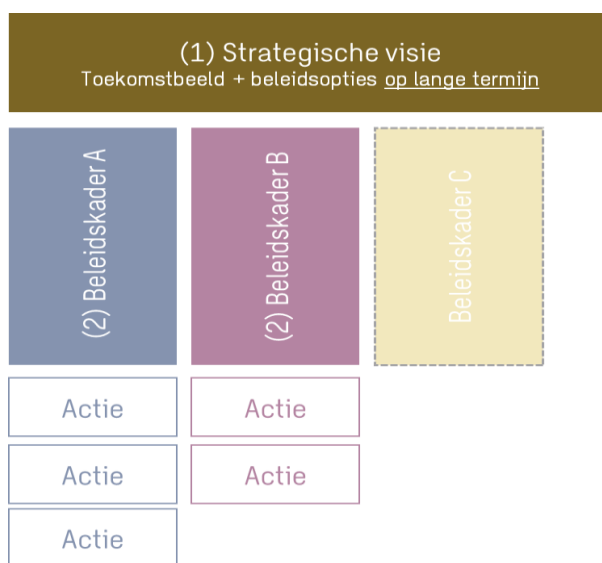 (1) Strategische visie
Toekomstbeeld + beleidsopties op lange termijn
(2) Beleidskader A
(2) Beleidskader B
Beleidskader C
Actie
Actie
Actie
Actie
Actie